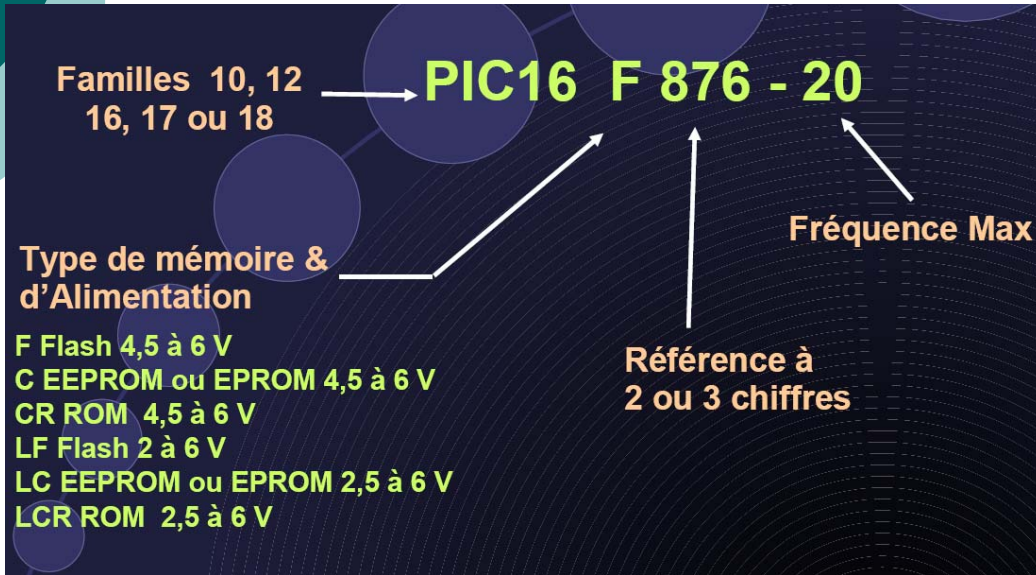 Familles 10, 12
16, 17 ou 18
PIC16 F 876 - 20
Fréquence Max
Type de mémoire &
d'Alimentation
F Flash 4,5 à 6 V
C EEPROM ou EPROM 4,5 à 6 V
CR ROM 4,5 à 6 V
LF Flash 2 à 6 V
LC EEPROM ou EPROM 2,5 à 6 V
LCR ROM 2,5 à 6 V
Référence à
2 ou 3 chiffres